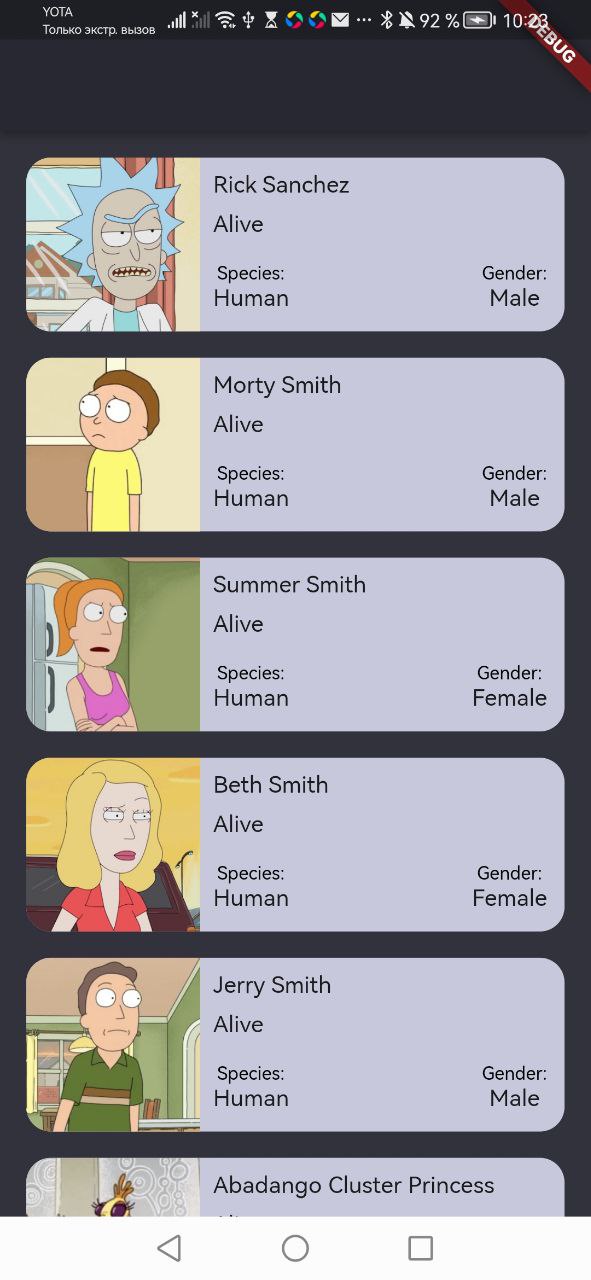 YOTA
Только экстр. вызов
92 % 10:23
DEBUG
Rick Sanchez
Alive
Species: Gender:
Human Male
Morty Smith
Alive
Species: Gender:
Human Male
Summer Smith
Alive
Species: Gender:
Human Female
Beth Smith
Alive
Species: Gender:
Human Female
Jerry Smith
Alive
Species: Gender:
Human Male
Abadango Cluster Princess